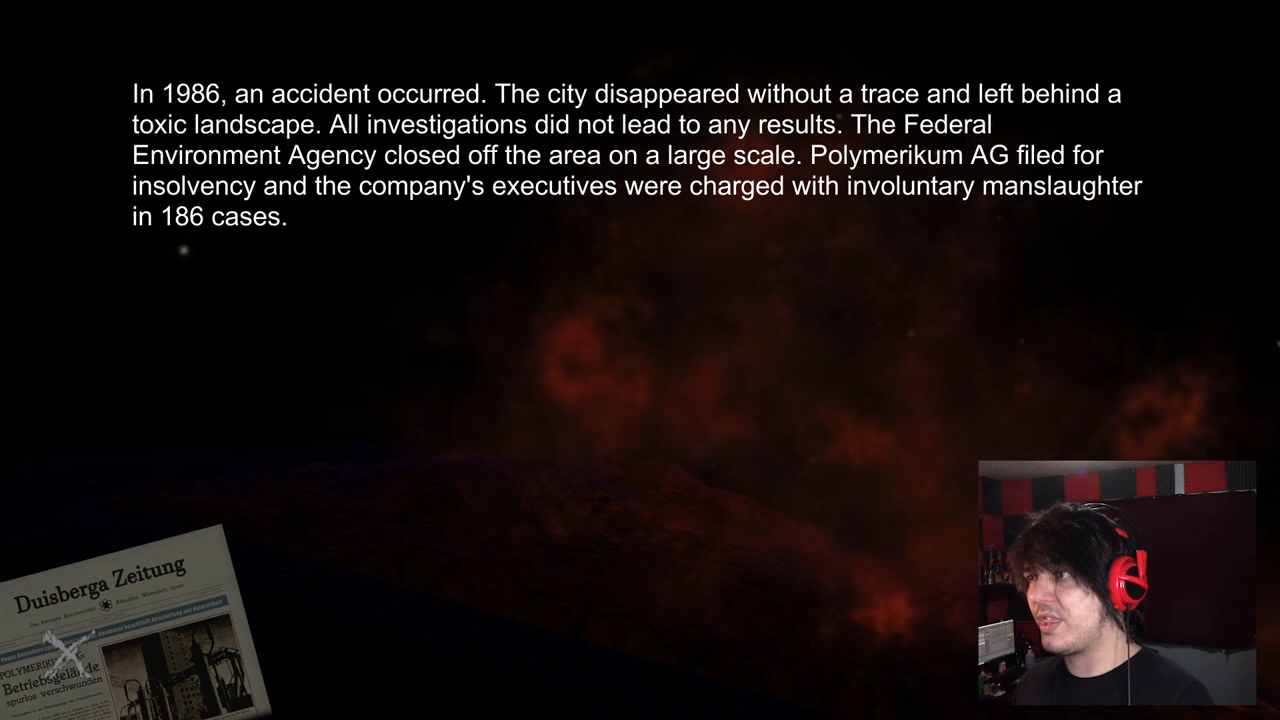 In 1986, an accident occurred. The city disappeared without a trace and left behind a
toxic landscape. All investigations did not lead to any results. The Federal
Environment Agency closed off the area on a large scale. Polymerikum AG filed for
insolvency and the company's executives were charged with involuntary manslaughter
in 186 cases.
Duisberga Zeitung
Betriebsgelände
spurlos verschwunden